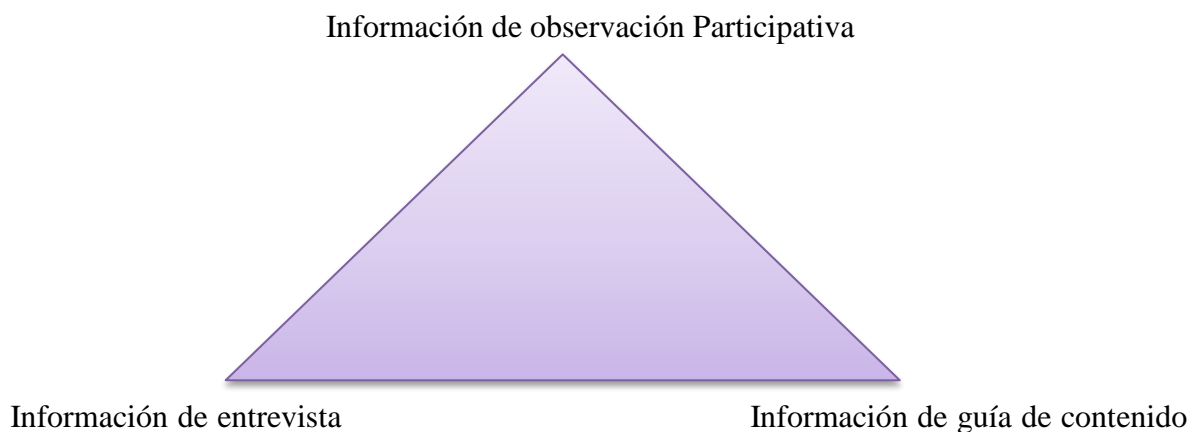 Información de observación Participativa
Información de entrevista
Información de guía de contenido